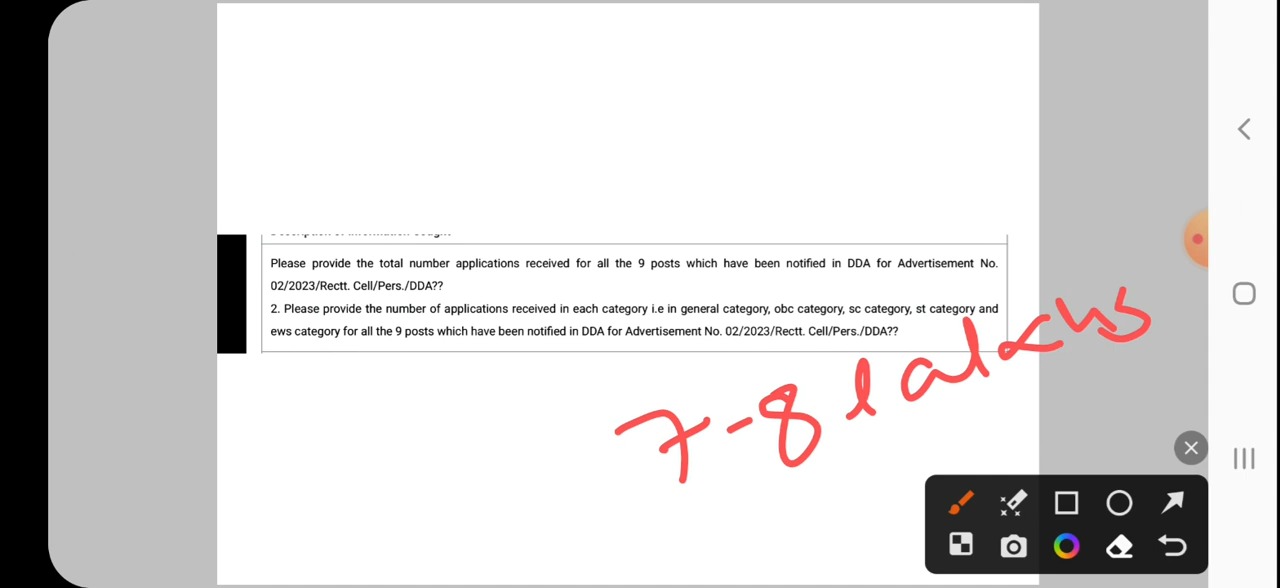 Please provide the total number applications received for all the 9 posts which have been notified in DDA for Advertisement No.
02/2023/Rectt. Cell/Pers./DDA??
2. Please provide the number of applications received in each category i.e in general category, obc category, sc category, st category and
ews category for all the 9 posts which have been notified in DDA for Advertisement No. 02/2023/Rectt. Cell/Pers./DDA??
7-8 lakhs